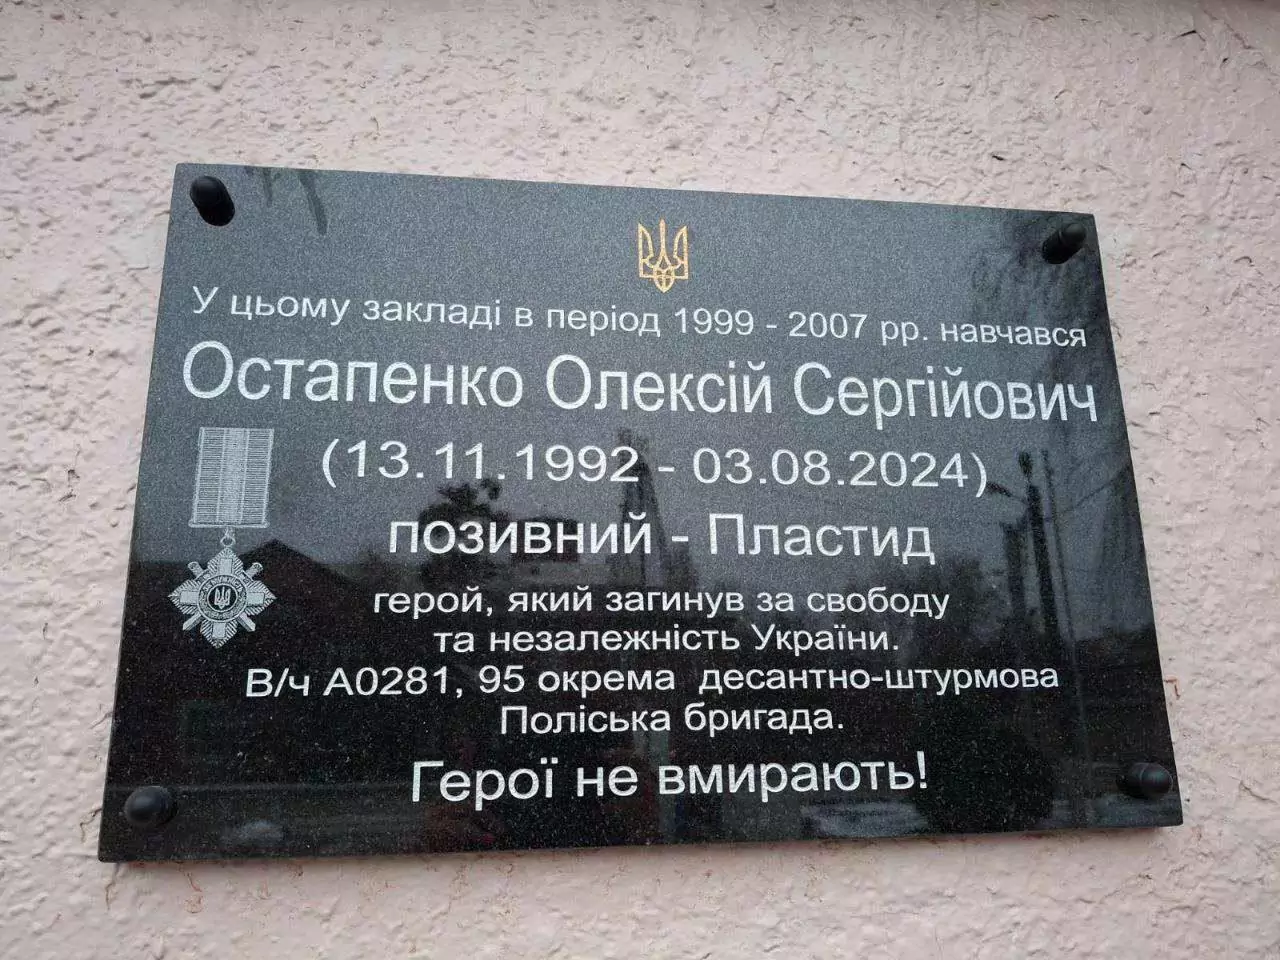 У цьому закладі в період 1999 - 2007 рр. навчався
Остапенко Олексій Сергійович
(13.11.1992 - 03.08.2024)
позивний - Пластид
герой, який загинув за свободу
та незалежність України.
В/ч А0281, 95 окрема десантно-штурмова
Поліська бригада.
Герої не вмирають!